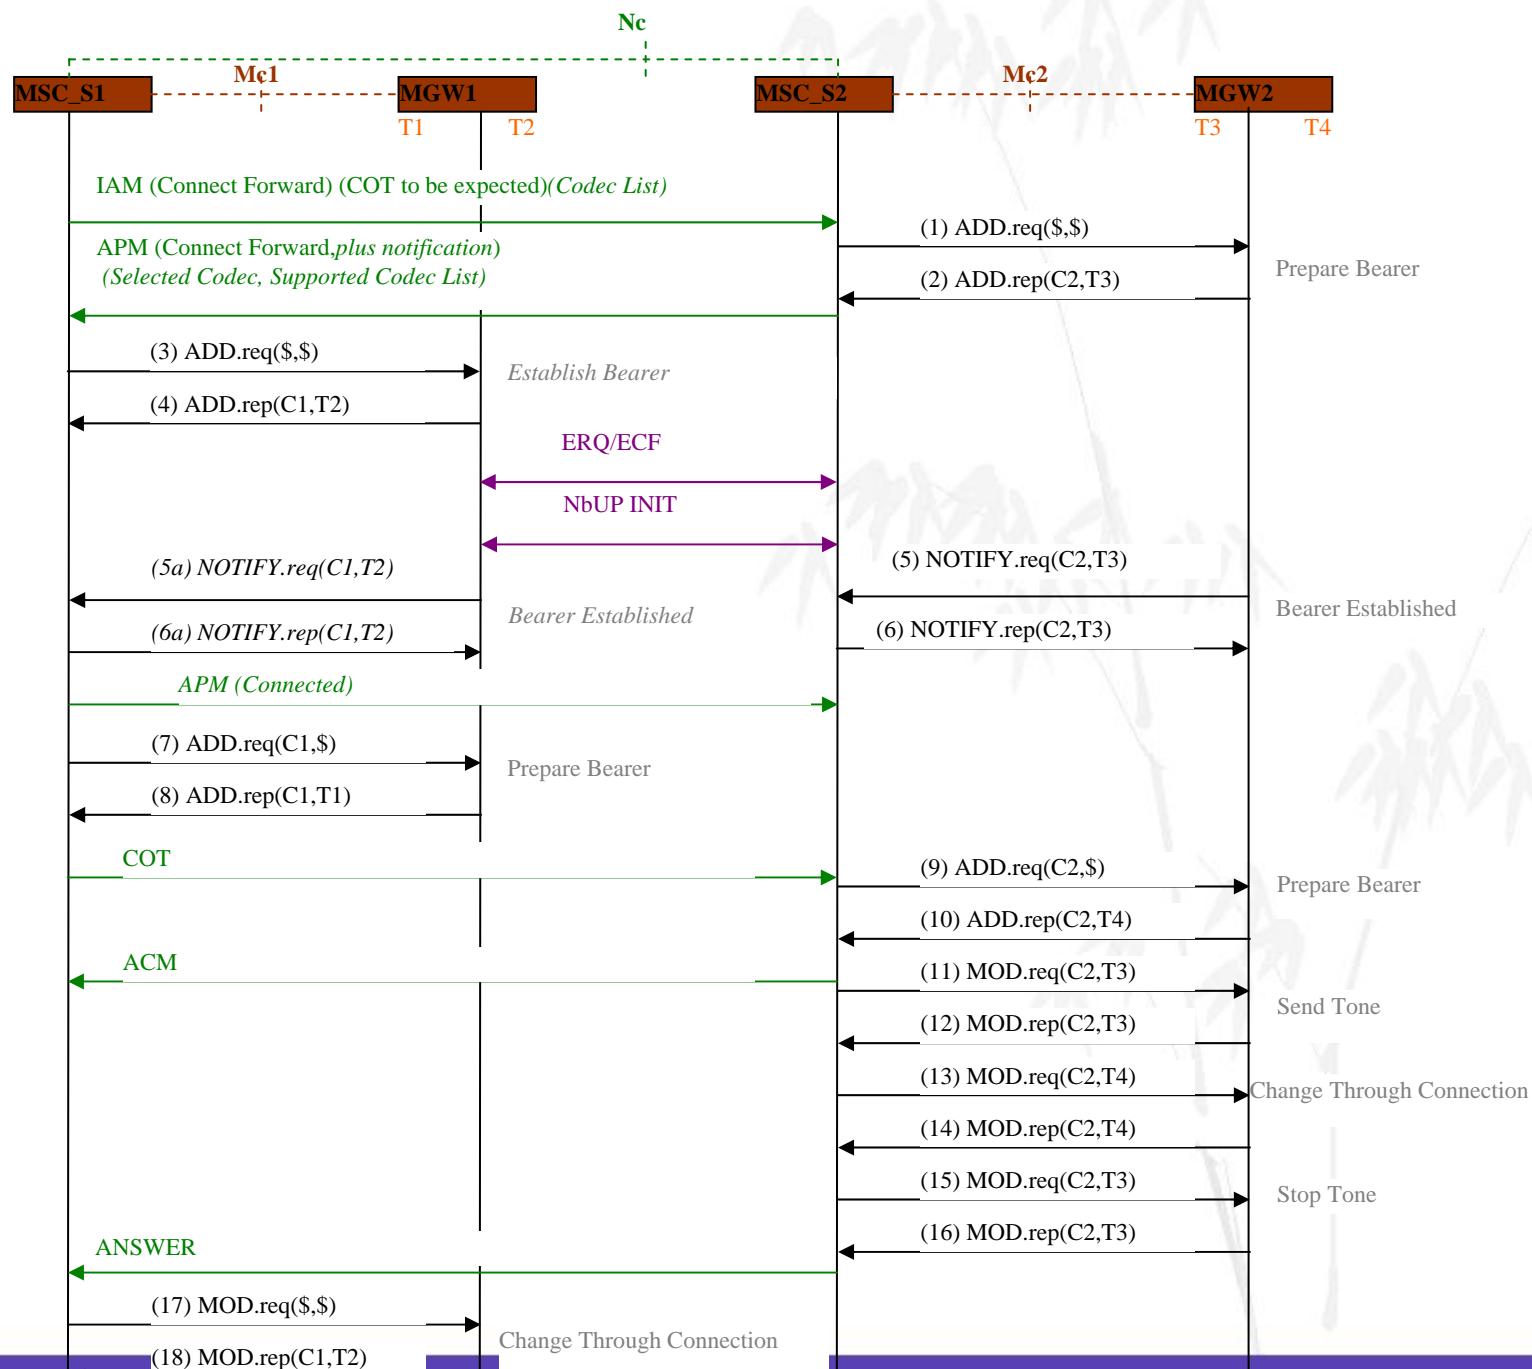 Nc
Mc1
Mc2
MSC_S1
MGW1
MSC_S2
MGW2
T1
T2
T3
T4
IAM (Connect Forward) (COT to be expected)(Codec List)
(1) ADD.req($,$)
APM (Connect Forward,plus notification)
(Selected Codec, Supported Codec List)
Prepare Bearer
(2) ADD.rep(C2,T3)
(3) ADD.req($,$)
Establish Bearer
(4) ADD.rep(C1,T2)
ERQ/ECF
NbUP INIT
(5a) NOTIFY.req(C1,T2)
(5) NOTIFY.req(C2,T3)
Bearer Established
Bearer Established
(6a) NOTIFY.rep(C1,T2)
(6) NOTIFY.rep(C2,T3)
APM (Connected)
(7) ADD.req(C1,$)
Prepare Bearer
(8) ADD.rep(C1,T1)
COT
(9) ADD.req(C2,$)
Prepare Bearer
(10) ADD.rep(C2,T4)
ACM
(11) MOD.req(C2,T3)
Send Tone
(12) MOD.rep(C2,T3)
(13) MOD.req(C2,T4)
Change Through Connection
(14) MOD.rep(C2,T4)
(15) MOD.req(C2,T3)
Stop Tone
(16) MOD.rep(C2,T3)
ANSWER
(17) MOD.req($,$)
Change Through Connection
(18) MOD.rep(C1,T2)